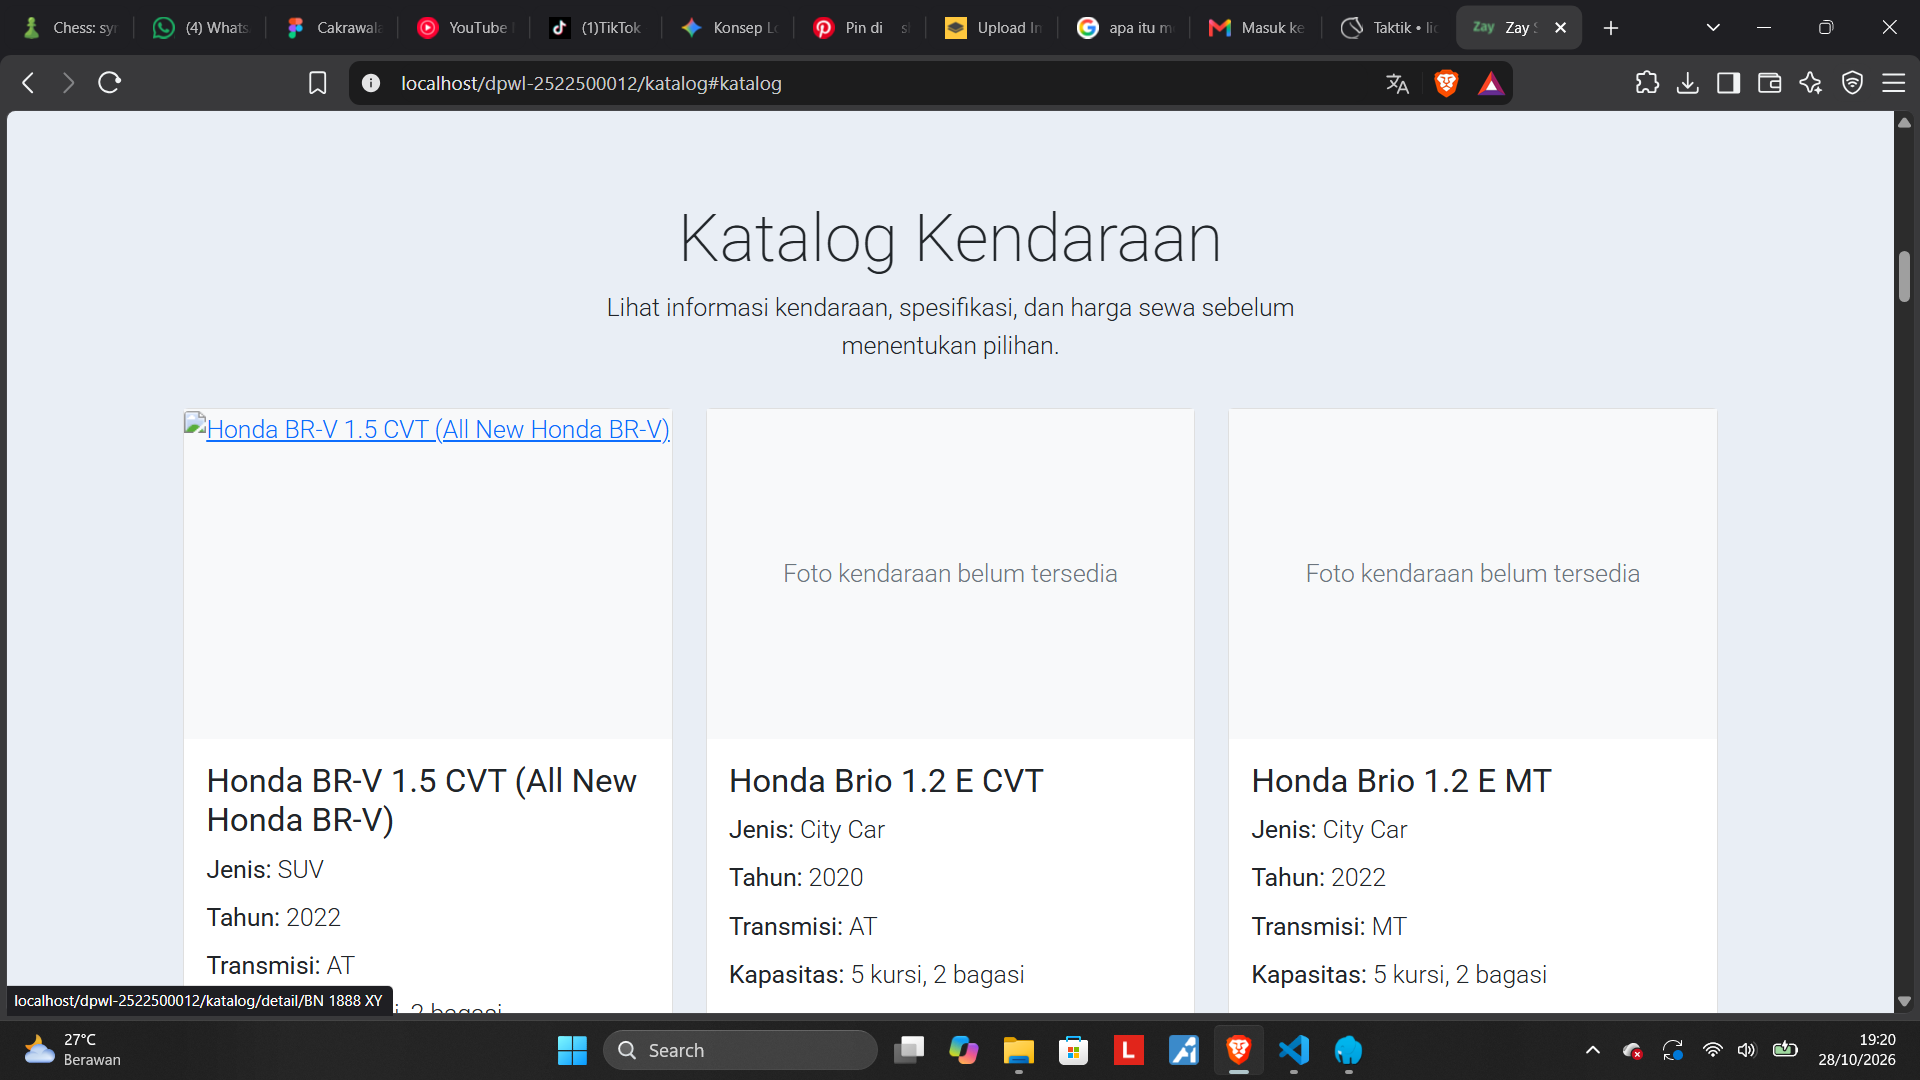 Chess: syr
(4) Whats
Cakrawala
YouTube
(1)TikTok
Konsep Lo
Pin di
Upload In
apa itu m
Masuk ke
Taktik • lic
Zay
Zay S
localhost/dpwl-2522500012/katalog#katalog
Katalog Kendaraan
Lihat informasi kendaraan, spesifikasi, dan harga sewa sebelum
menentukan pilihan.
Honda BR-V 1.5 CVT (All New Honda BR-V)
Foto kendaraan belum tersedia
Foto kendaraan belum tersedia
Honda BR-V 1.5 CVT (All New
Honda BR-V)
Jenis: SUV
Tahun: 2022
Transmisi: AT
i, 2 bagasi
Honda Brio 1.2 E CVT
Jenis: City Car
Tahun: 2020
Transmisi: AT
Kapasitas: 5 kursi, 2 bagasi
Honda Brio 1.2 E MT
Jenis: City Car
Tahun: 2022
Transmisi: MT
Kapasitas: 5 kursi, 2 bagasi
localhost/dpwl-2522500012/katalog/detail/BN 1888 XY
27°C
Berawan
Search
L
19:20
28/10/2026